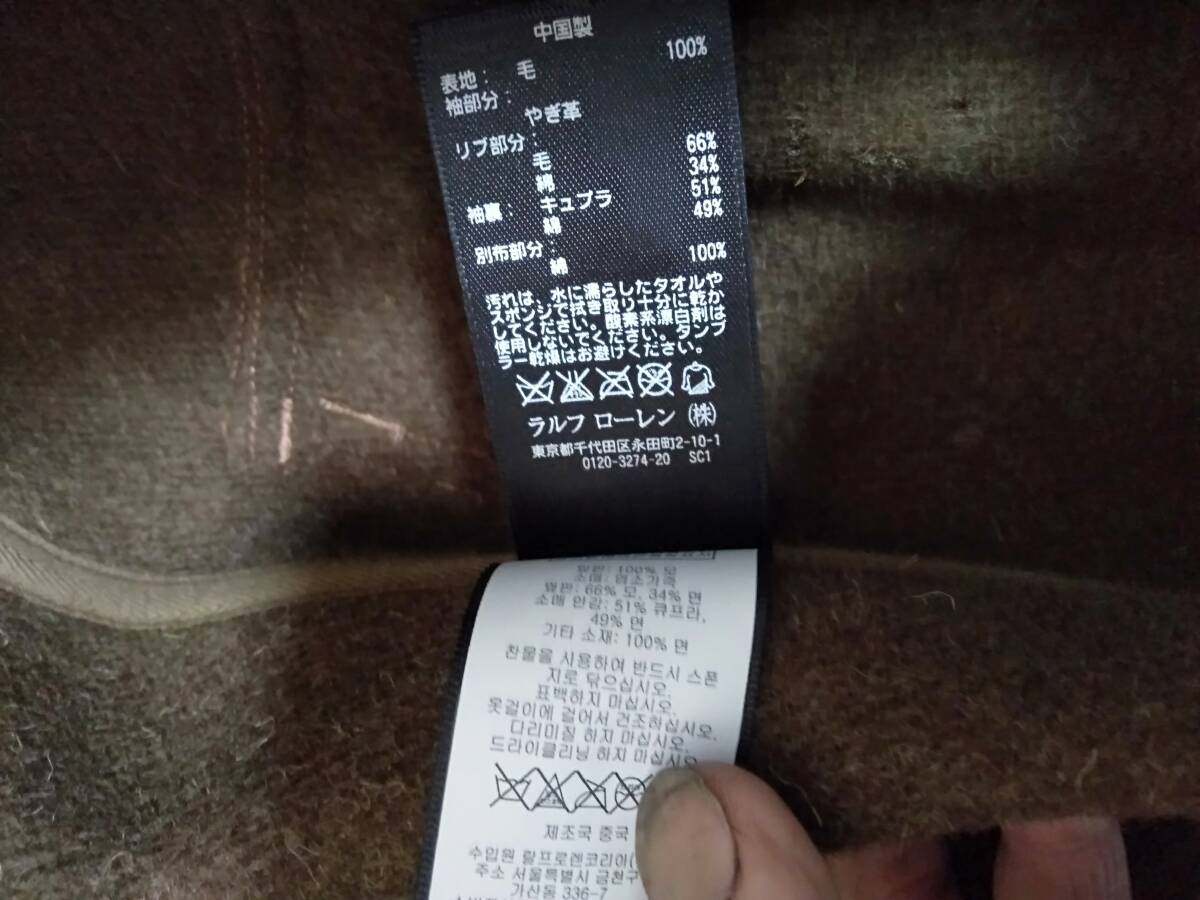 中国製
表地： 毛 100%
袖部分：
やぎ革
リブ部分：
毛 66%
綿 34%
袖裏： キュプラ 51%
綿 49%
別布部分：
綿 100%
汚れは、水に濡らしたタオルや
スポンジで拭き取り十分に乾か
してください。酸素系漂白剤は
使用しないでください。タンブ
ラー乾燥はお避けください。
ラルフ ローレン (株)
東京都千代田区永田町2-10-1
0120-3274-20 SC1
100% 모
소매: 염소가죽
66% 모, 34% 면
소매 안감: 51% 큐프라,
49% 면
기타 소재: 100% 면
찬물을 사용하여 반드시 스폰
지로 닦으십시오.
표백하지 마십시오.
옷걸이에 걸어서 건조하십시오.
다리미질 하지 마십시오.
드라이클리닝 하지 마십시오
제조국 중국
수입원 랄프로렌코리아(
주소 서울특별시 금천구
가산동 336-7